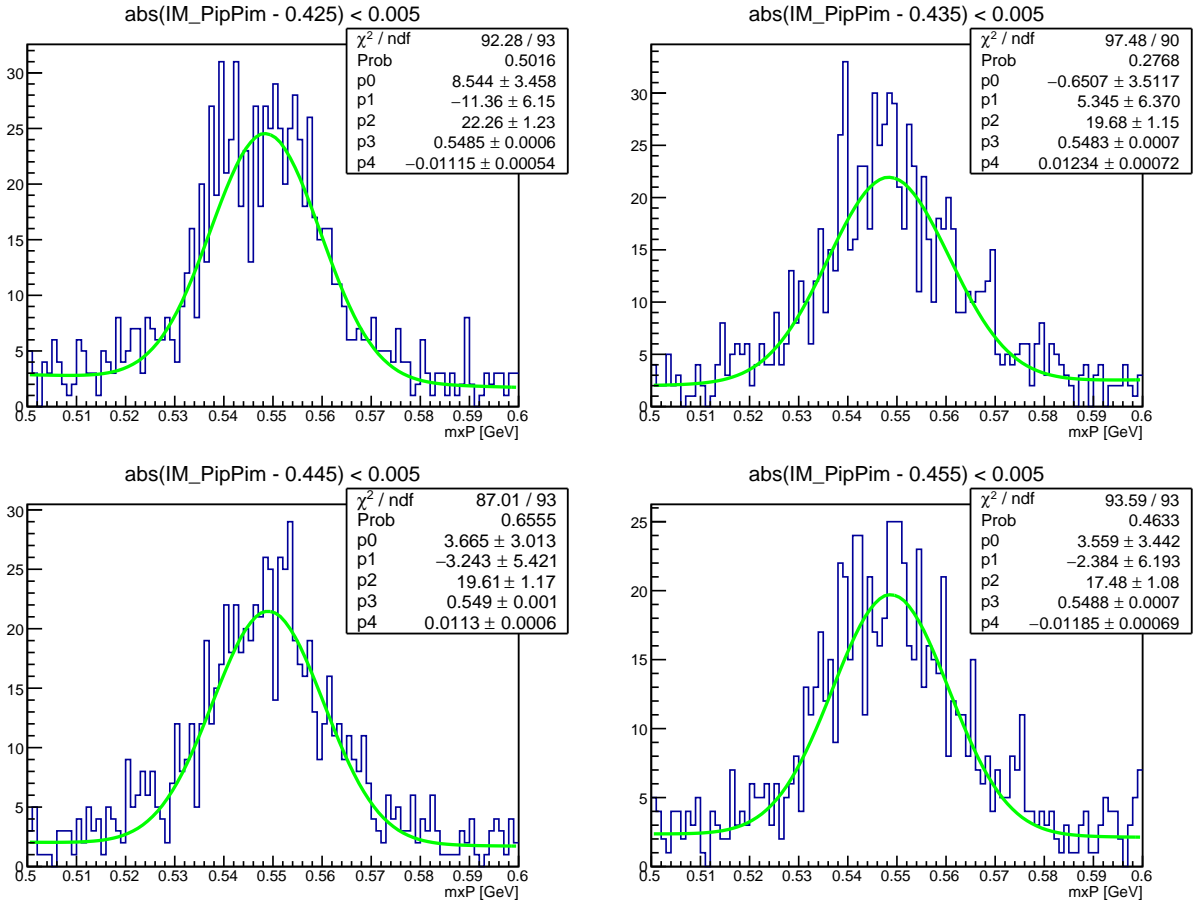 abs(IM_PipPim - 0.425) < 0.005
χ² / ndf 92.28 / 93
Prob 0.5016
p0 8.544 ± 3.458
p1 −11.36 ± 6.15
p2 22.26 ± 1.23
p3 0.5485 ± 0.0006
p4 −0.01115 ± 0.00054
30
25
20
15
10
5
0
0.5 0.51 0.52 0.53 0.54 0.55 0.56 0.57 0.58 0.59 0.6
mxP [GeV]
abs(IM_PipPim - 0.435) < 0.005
χ² / ndf 97.48 / 90
Prob 0.2768
p0 −0.6507 ± 3.5117
p1 5.345 ± 6.370
p2 19.68 ± 1.15
p3 0.5483 ± 0.0007
p4 0.01234 ± 0.00072
30
25
20
15
10
5
0
0.5 0.51 0.52 0.53 0.54 0.55 0.56 0.57 0.58 0.59 0.6
mxP [GeV]
abs(IM_PipPim - 0.445) < 0.005
χ² / ndf 87.01 / 93
Prob 0.6555
p0 3.665 ± 3.013
p1 −3.243 ± 5.421
p2 19.61 ± 1.17
p3 0.549 ± 0.001
p4 0.0113 ± 0.0006
30
25
20
15
10
5
0
0.5 0.51 0.52 0.53 0.54 0.55 0.56 0.57 0.58 0.59 0.6
mxP [GeV]
abs(IM_PipPim - 0.455) < 0.005
χ² / ndf 93.59 / 93
Prob 0.4633
p0 3.559 ± 3.442
p1 −2.384 ± 6.193
p2 17.48 ± 1.08
p3 0.5488 ± 0.0007
p4 −0.01185 ± 0.00069
25
20
15
10
5
0
0.5 0.51 0.52 0.53 0.54 0.55 0.56 0.57 0.58 0.59 0.6
mxP [GeV]